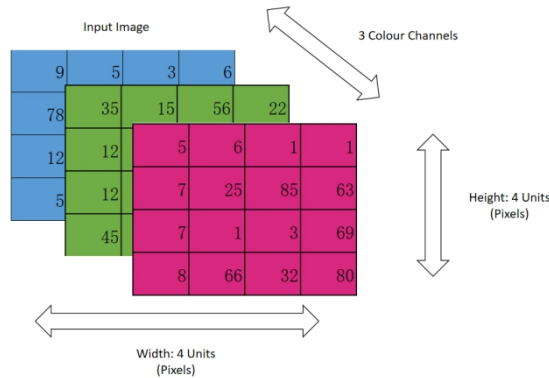 Input Image
3 Colour Channels
9 5 3 6
78
12
5
35 15 56 22
12
12
45
5 6 1 1
7 25 85 63
7 1 3 69
8 66 32 80
Height: 4 Units
(Pixels)
Width: 4 Units
(Pixels)